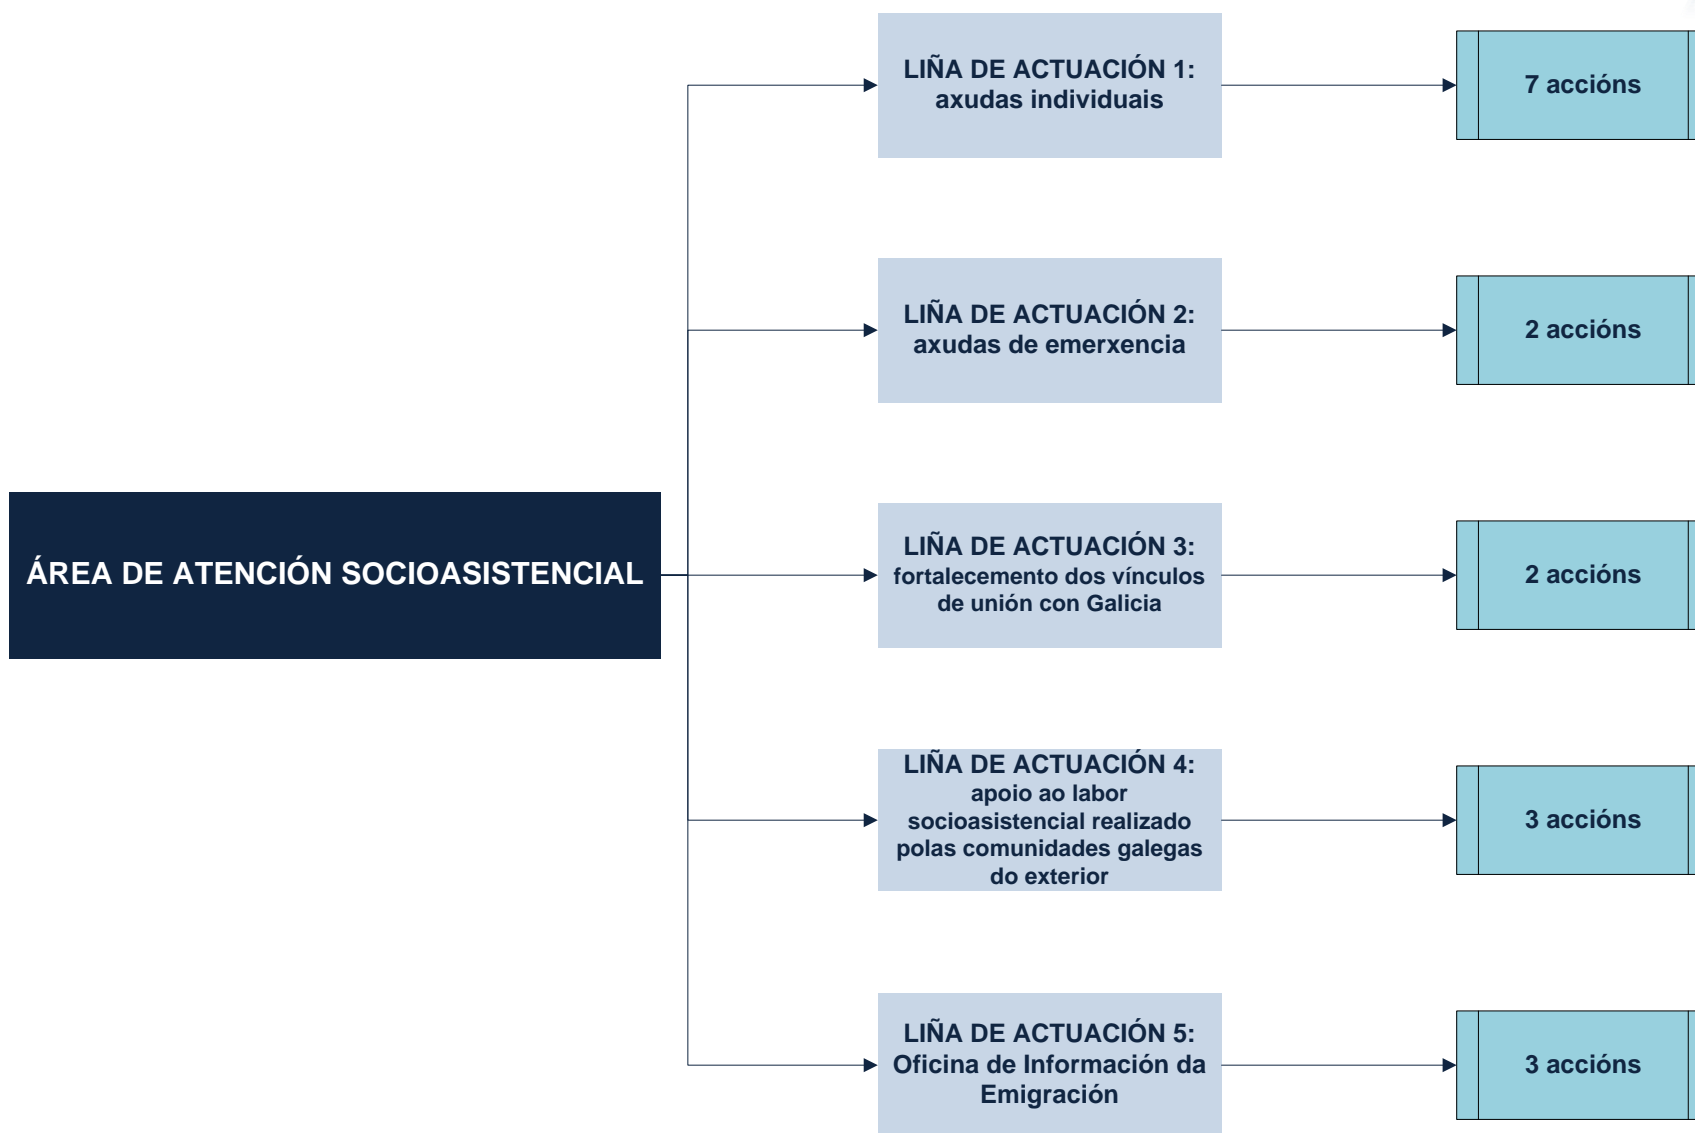 ÁREA DE ATENCIÓN SOCIOASISTENCIAL
LIÑA DE ACTUACIÓN 1:
axudas individuais
7 accións
LIÑA DE ACTUACIÓN 2:
axudas de emerxencia
2 accións
LIÑA DE ACTUACIÓN 3:
fortalecemento dos vínculos
de unión con Galicia
2 accións
LIÑA DE ACTUACIÓN 4:
apoio ao labor
socioasistencial realizado
polas comunidades galegas
do exterior
3 accións
LIÑA DE ACTUACIÓN 5:
Oficina de Información da
Emigración
3 accións